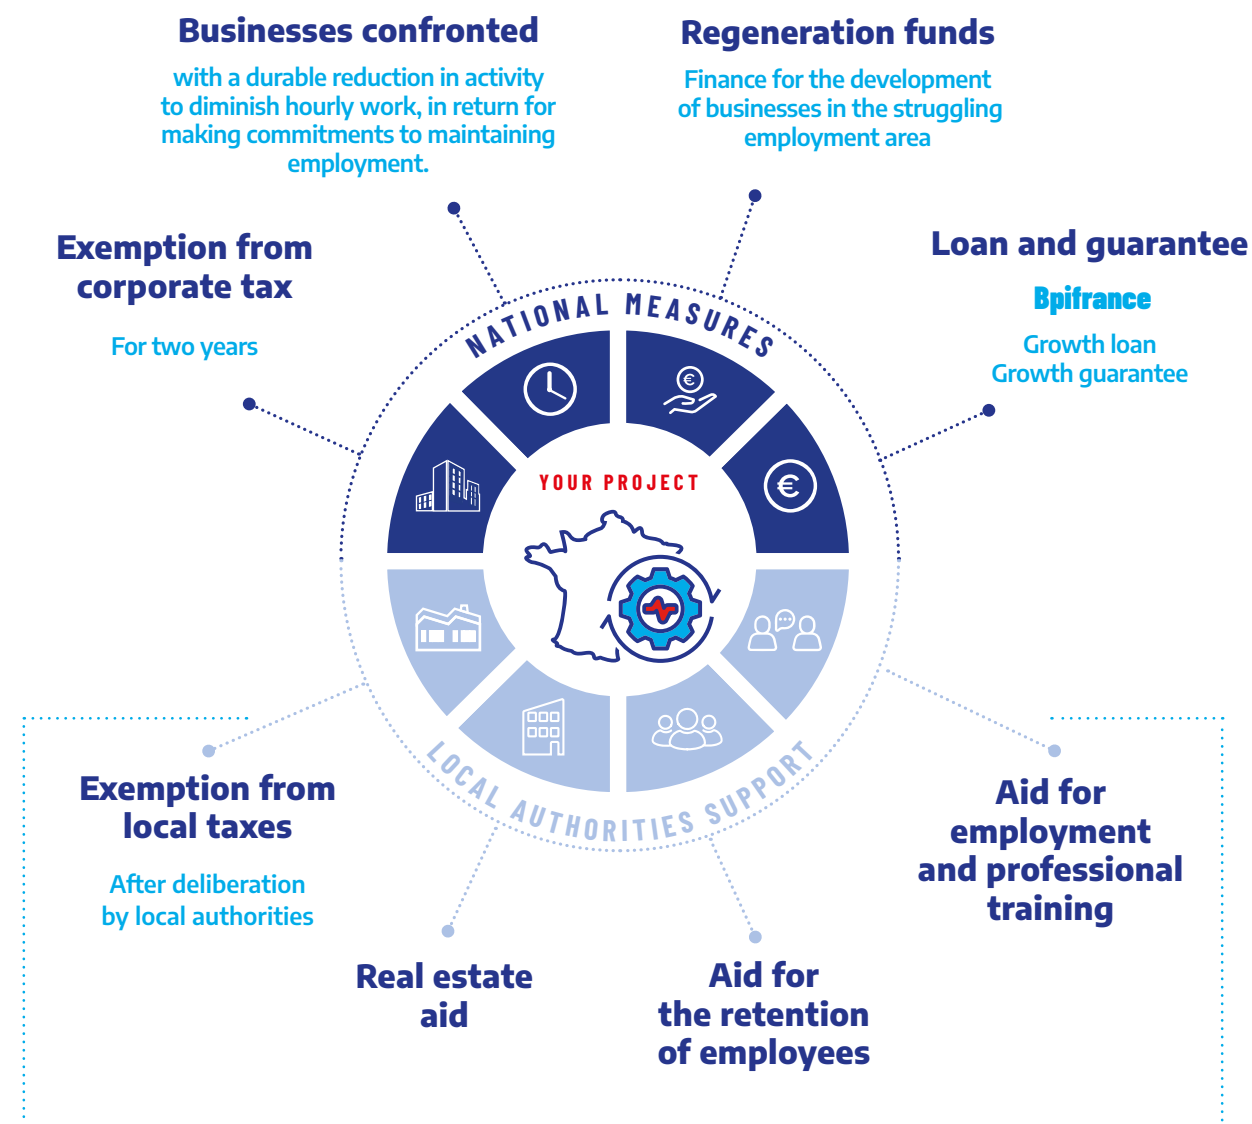 Businesses confronted
with a durable reduction in activity
to diminish hourly work, in return for
making commitments to maintaining
employment.
Regeneration funds
Finance for the development
of businesses in the struggling
employment area
Exemption from
corporate tax
For two years
Loan and guarantee
Bpifrance
Growth loan
Growth guarantee
NATIONAL MEASURES
€
€
YOUR PROJECT
LOCAL AUTHORITIES SUPPORT
Exemption from
local taxes
After deliberation
by local authorities
Real estate
aid
Aid for
the retention
of employees
Aid for
employment
and professional
training